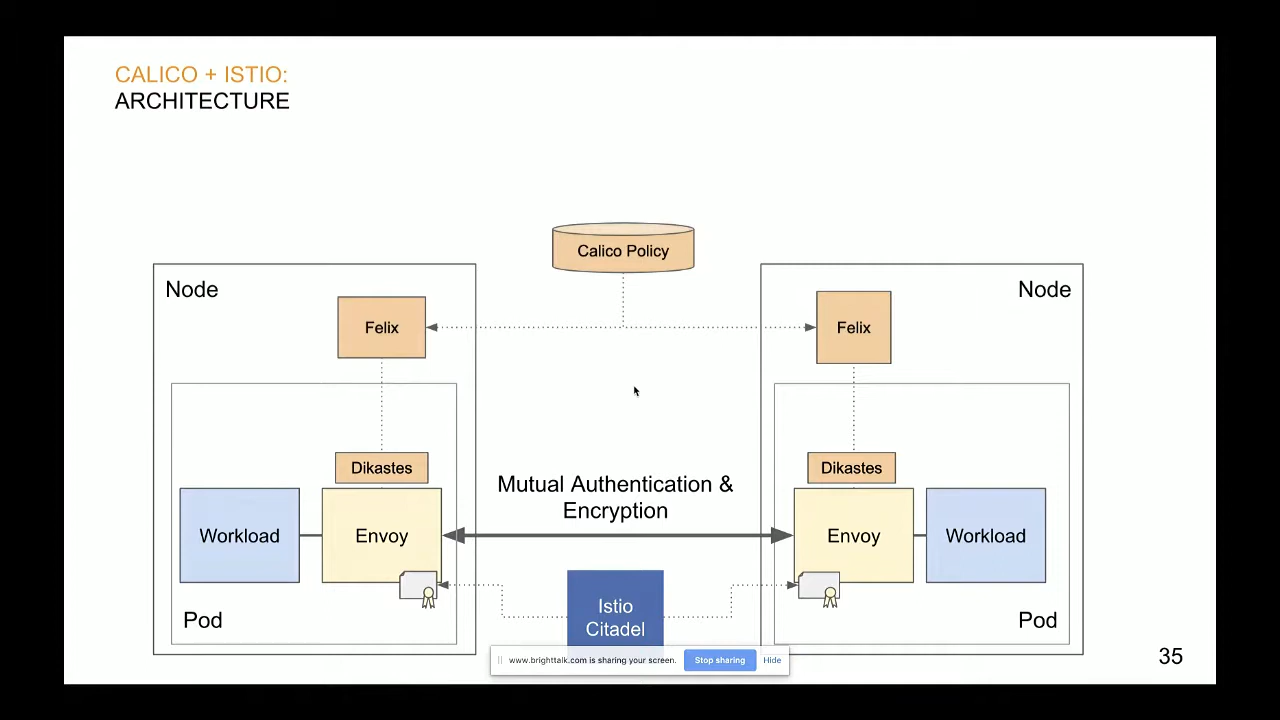 CALICO + ISTIO:
ARCHITECTURE
Calico Policy
Node
Node
Felix
Felix
Dikastes
Dikastes
Mutual Authentication &
Encryption
Workload
Envoy
Envoy
Workload
Istio
Citadel
Pod
Pod
www.brighttalk.com is sharing your screen.
Stop sharing
Hide
35